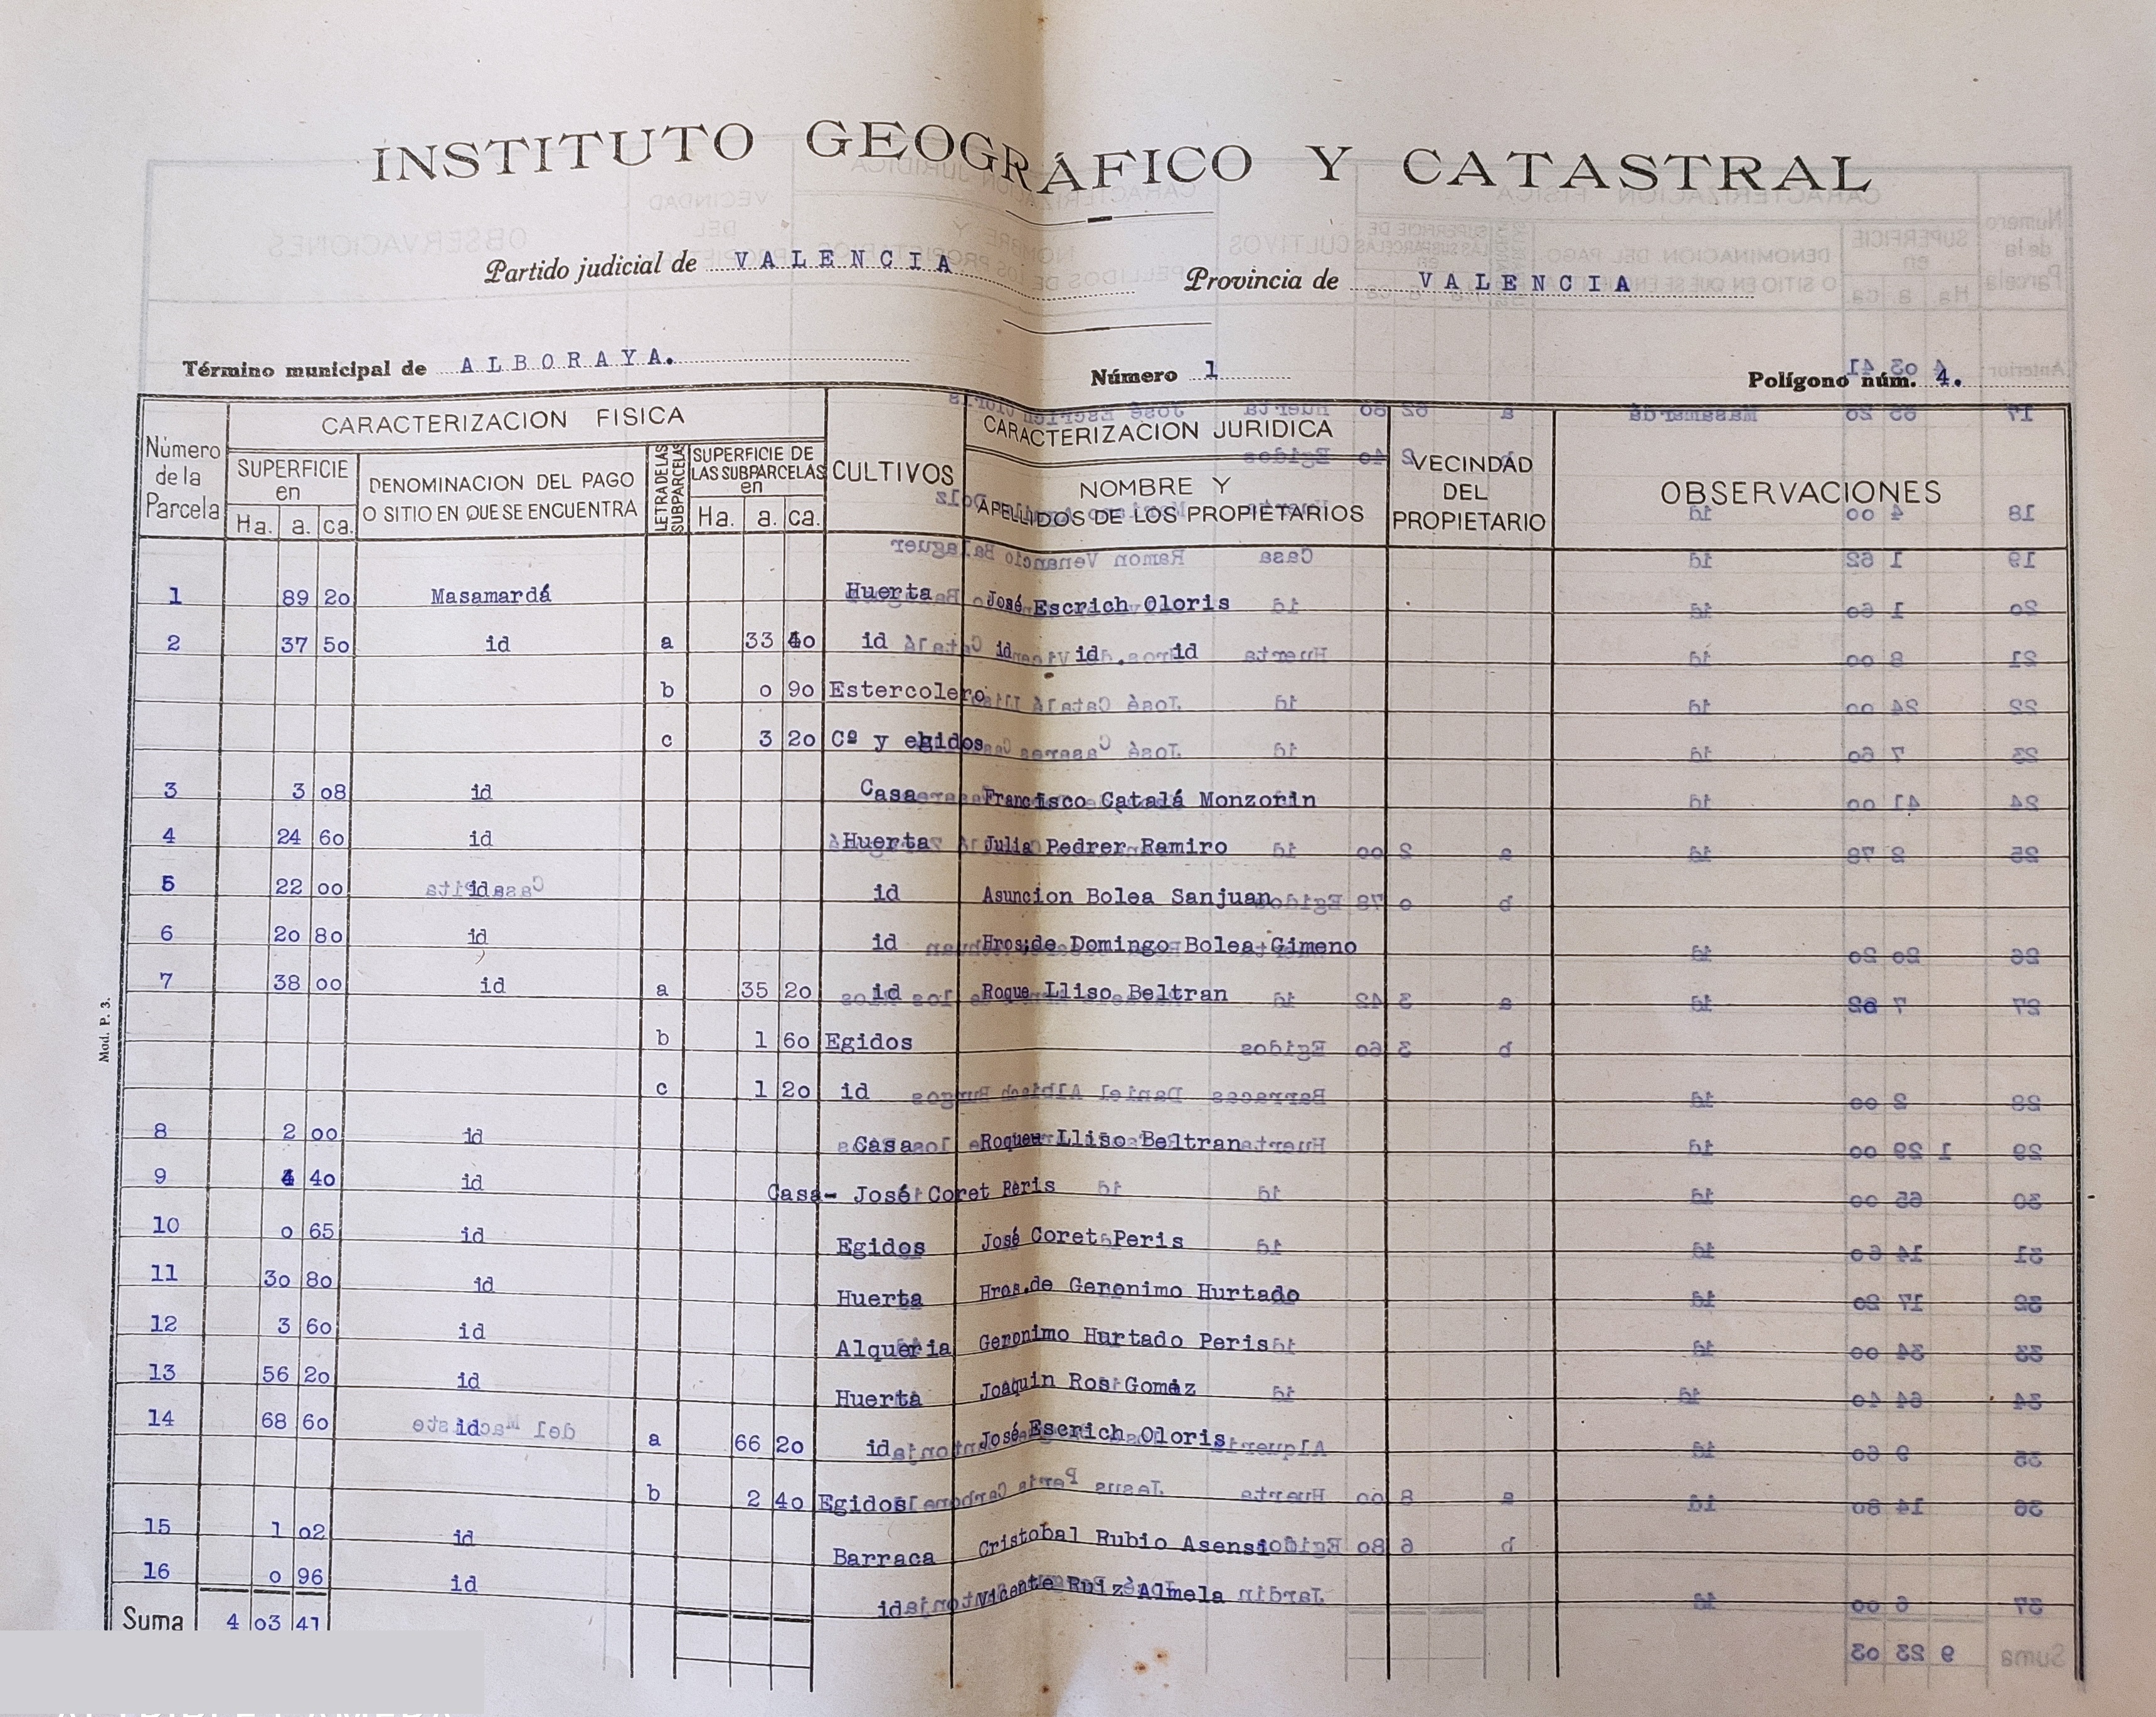 INSTITUTO GEOGRÁFICO Y CATASTRAL
Partido judicial de VALENCIA Provincia de VALENCIA
Término municipal de ALBORAYA. Número 1 Polígono núm. 4.
Número de la Parcela
CARACTERIZACION FISICA
SUPERFICIE en
Ha. a. ca.
DENOMINACION DEL PAGO O SITIO EN QUE SE ENCUENTRA
LETRA DE LAS SUBPARCELAS
SUPERFICIE DE LAS SUBPARCELAS en
Ha. a. ca.
CULTIVOS
CARACTERIZACION JURIDICA
NOMBRE Y APELLIDOS DE LOS PROPIETARIOS
VECINDAD DEL PROPIETARIO
OBSERVACIONES
1 89 20 Masamardá Huerta José Escrich Oloris
2 37 50 id a 33 40 id id id. id
b 0 90 Estercolero
c 3 20 Cº y egidos
3 3 08 id Casa Francisco Catalá Monzorin
4 24 60 id Huerta Julia Pedrer Ramiro
5 22 00 id id Asuncion Bolea Sanjuan
6 20 80 id id Hros.de Domingo Bolea Gimeno
7 38 00 id a 35 20 id Roque Lliso Beltran
b 1 60 Egidos
c 1 20 id
8 2 00 id Casa Roque Lliso Beltran
9 40 id Casa- José Coret Peris
10 0 65 id Egidos José Coret Peris
11 30 80 id Huerta Hros.de Geronimo Hurtado
12 3 60 id Alqueria Geronimo Hurtado Peris
13 56 20 id Huerta Joaquin Ros Gomez
14 68 60 id a 66 20 id José Escrich Oloris
b 2 40 Egidos
15 1 02 id Barraca Cristobal Rubio Asensi
16 0 96 id id Vicente Ruiz Almela
Suma 4 03 41
Mod. P. 3.